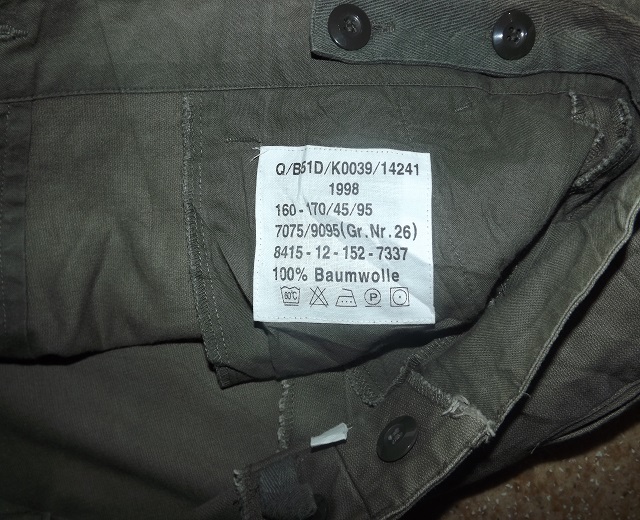 Q/B51D/K0039/14241
1998
160-170/45/95
7075/9095(Gr.Nr.26)
8415-12-152-7337
100% Baumwolle
60°C P